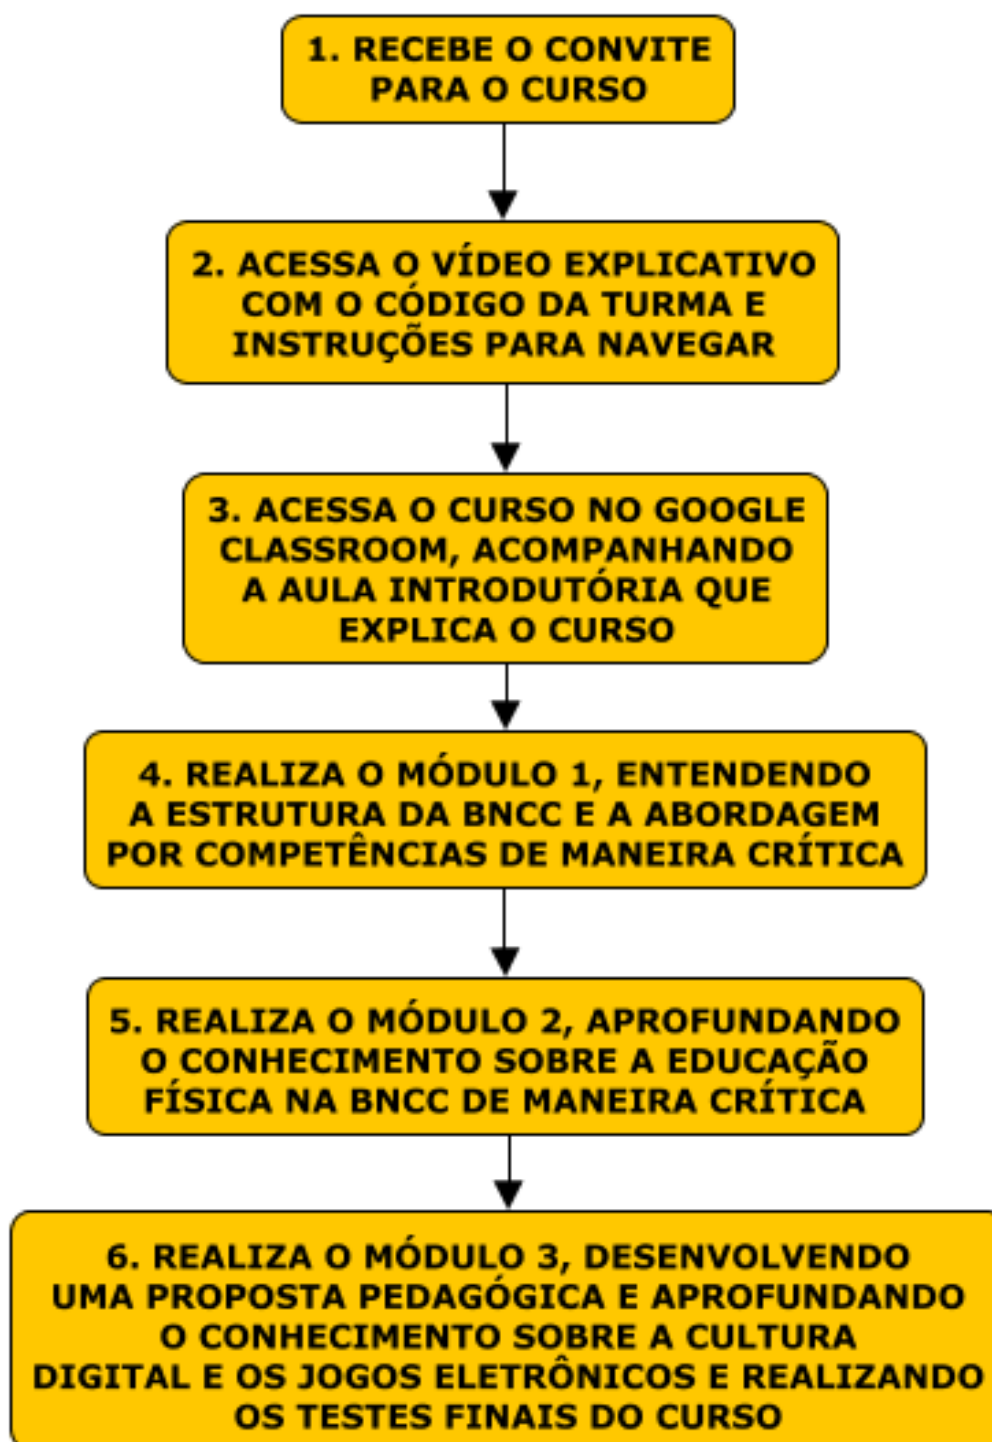 1. RECEBE O CONVITE
PARA O CURSO
2. ACESSA O VÍDEO EXPLICATIVO
COM O CÓDIGO DA TURMA E
INSTRUÇÕES PARA NAVEGAR
3. ACESSA O CURSO NO GOOGLE
CLASSROOM, ACOMPANHANDO
A AULA INTRODUTÓRIA QUE
EXPLICA O CURSO
4. REALIZA O MÓDULO 1, ENTENDENDO
A ESTRUTURA DA BNCC E A ABORDAGEM
POR COMPETÊNCIAS DE MANEIRA CRÍTICA
5. REALIZA O MÓDULO 2, APROFUNDANDO
O CONHECIMENTO SOBRE A EDUCAÇÃO
FÍSICA NA BNCC DE MANEIRA CRÍTICA
6. REALIZA O MÓDULO 3, DESENVOLVENDO
UMA PROPOSTA PEDAGÓGICA E APROFUNDANDO
O CONHECIMENTO SOBRE A CULTURA
DIGITAL E OS JOGOS ELETRÔNICOS E REALIZANDO
OS TESTES FINAIS DO CURSO